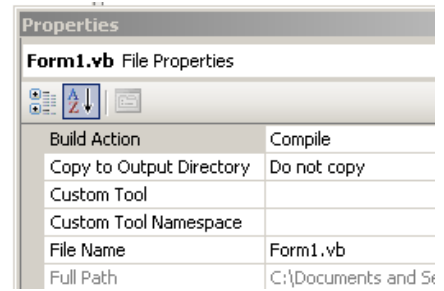 Properties
Form1.vb File Properties
Build Action Compile
Copy to Output Directory Do not copy
Custom Tool
Custom Tool Namespace
File Name Form1.vb
Full Path C:\Documents and Se